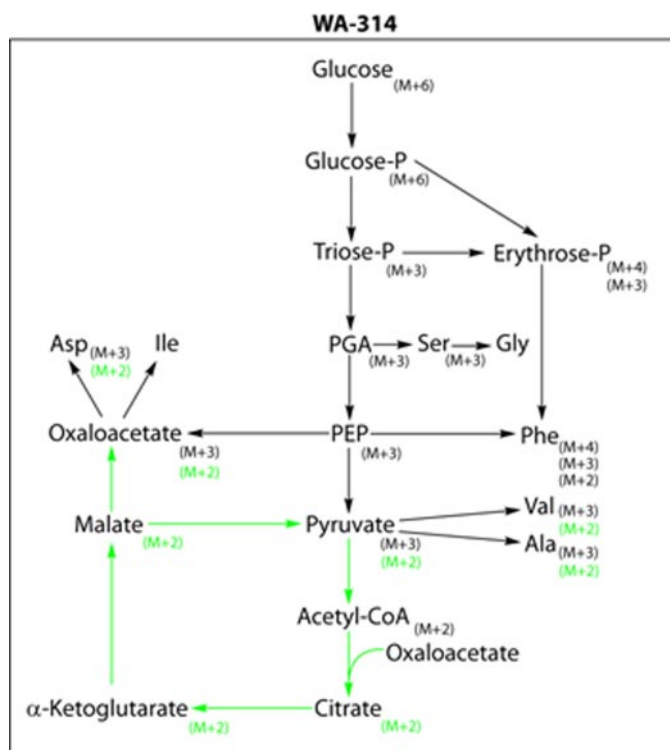 WA-314
Glucose (M+6)
Glucose-P (M+6)
Triose-P (M+3) Erythrose-P (M+4)
(M+3)
Asp (M+3) Ile PGA (M+3) Ser (M+3) Gly
(M+2)
Oxaloacetate (M+3) PEP (M+3) Phe (M+4)
(M+2) (M+3)
(M+2)
Malate (M+2) Pyruvate (M+3) Val (M+3)
(M+2) (M+2)
Ala (M+3)
(M+2)
Acetyl-CoA (M+2)
Oxaloacetate
α-Ketoglutarate (M+2) Citrate (M+2)